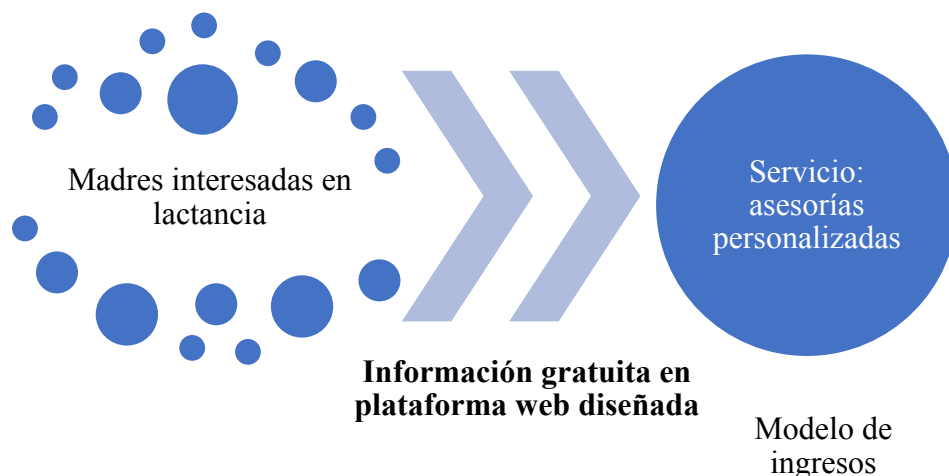 Madres interesadas en
lactancia
Información gratuita en
plataforma web diseñada
Servicio:
asesorías
personalizadas
Modelo de
ingresos